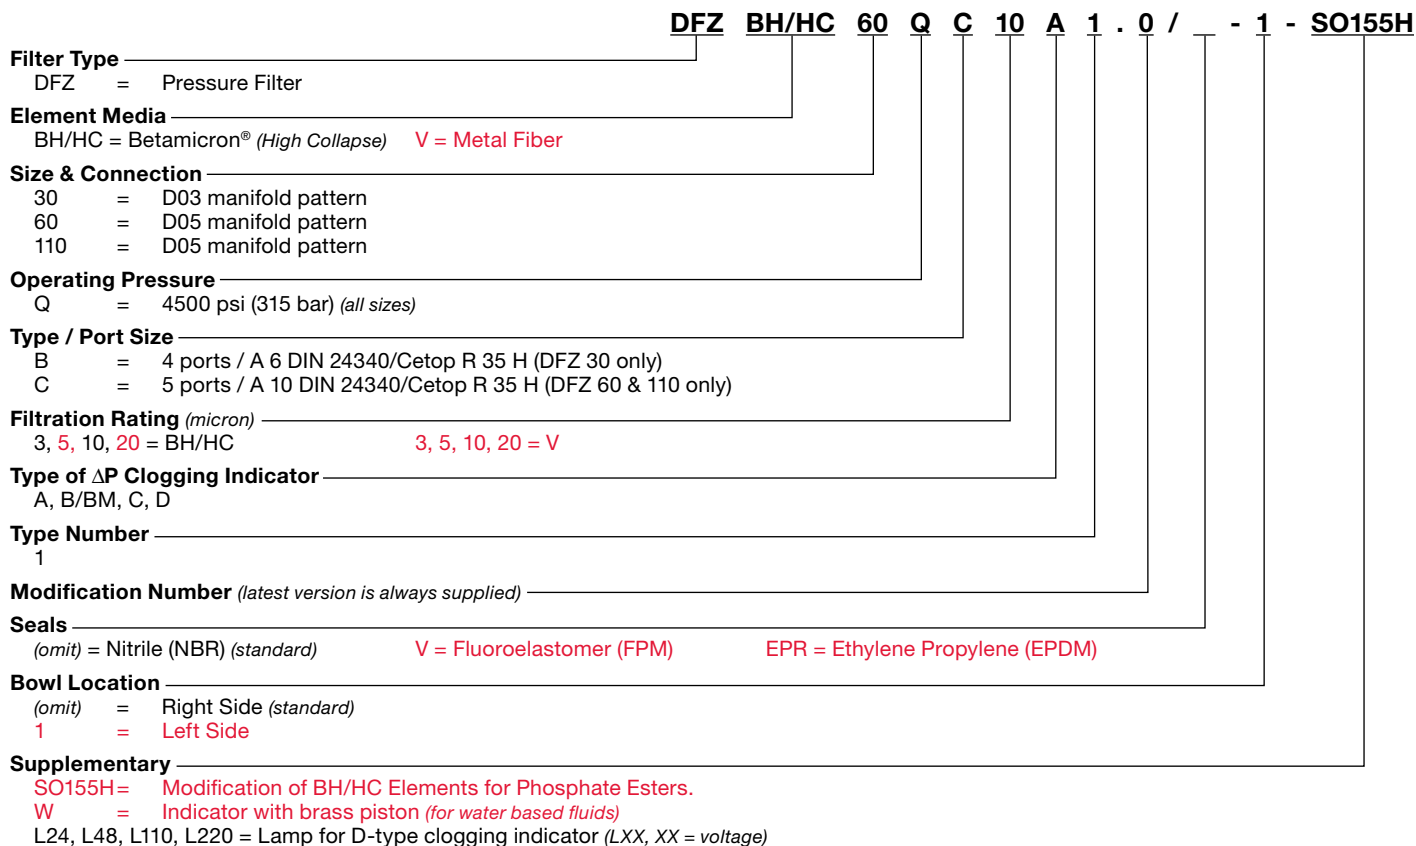 DFZ BH/HC 60 Q C 10 A 1 . 0 / __ - 1 - SO155H
Filter Type
DFZ = Pressure Filter
Element Media
BH/HC = Betamicron® (High Collapse) V = Metal Fiber
Size & Connection
30 = D03 manifold pattern
60 = D05 manifold pattern
110 = D05 manifold pattern
Operating Pressure
Q = 4500 psi (315 bar) (all sizes)
Type / Port Size
B = 4 ports / A 6 DIN 24340/Cetop R 35 H (DFZ 30 only)
C = 5 ports / A 10 DIN 24340/Cetop R 35 H (DFZ 60 & 110 only)
Filtration Rating (micron)
3, 5, 10, 20 = BH/HC 3, 5, 10, 20 = V
Type of ΔP Clogging Indicator
A, B/BM, C, D
Type Number
1
Modification Number (latest version is always supplied)
Seals
(omit) = Nitrile (NBR) (standard) V = Fluoroelastomer (FPM) EPR = Ethylene Propylene (EPDM)
Bowl Location
(omit) = Right Side (standard)
1 = Left Side
Supplementary
SO155H = Modification of BH/HC Elements for Phosphate Esters.
W = Indicator with brass piston (for water based fluids)
L24, L48, L110, L220 = Lamp for D-type clogging indicator (LXX, XX = voltage)